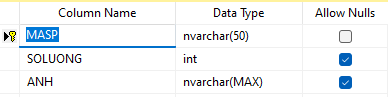 Column Name Data Type Allow Nulls
MASP nvarchar(50)
SOLUONG int
ANH nvarchar(MAX)